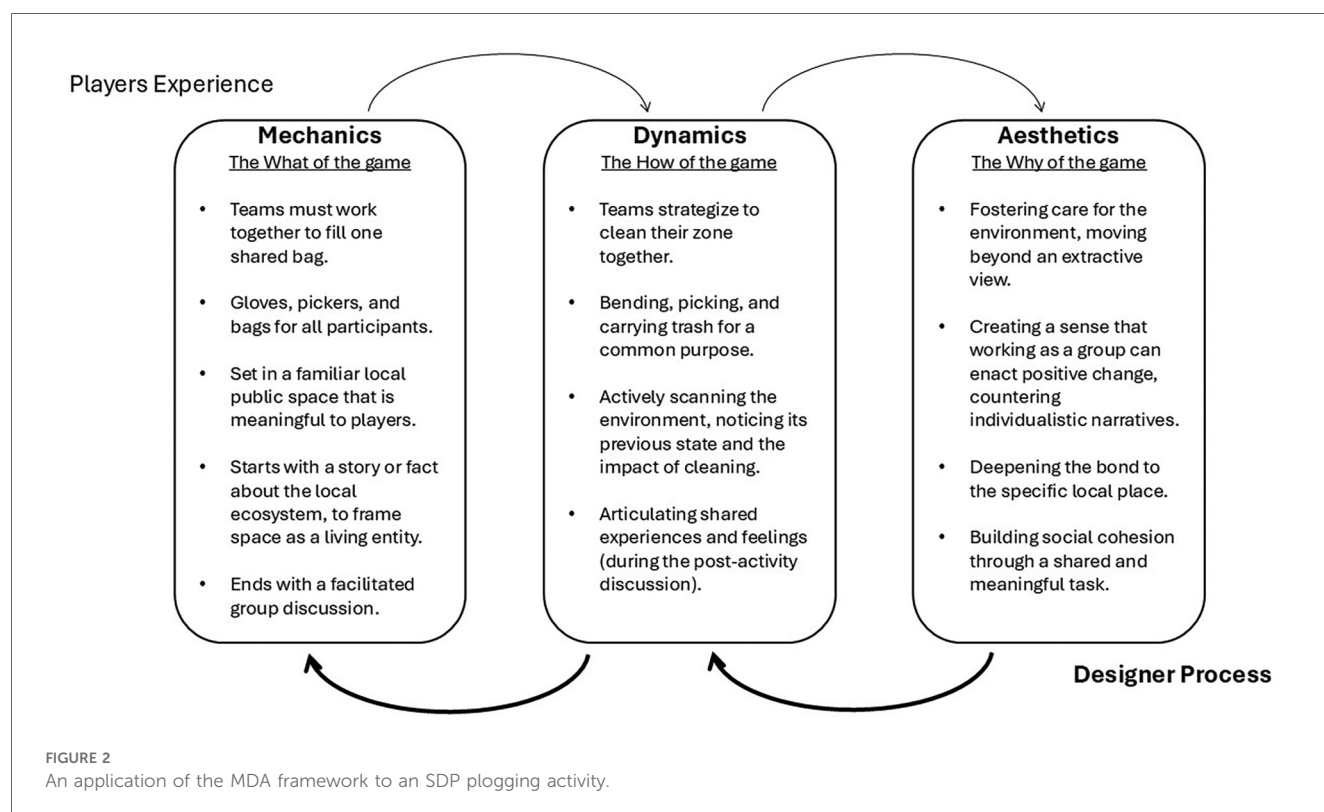 Players Experience
Mechanics
The What of the game
• Teams must work
together to fill one
shared bag.
• Gloves, pickers, and
bags for all participants.
• Set in a familiar local
public space that is
meaningful to players.
• Starts with a story or fact
about the local
ecosystem, to frame
space as a living entity.
• Ends with a facilitated
group discussion.
Dynamics
The How of the game
• Teams strategize to
clean their zone
together.
• Bending, picking, and
carrying trash for a
common purpose.
• Actively scanning the
environment, noticing its
previous state and the
impact of cleaning.
• Articulating shared
experiences and feelings
(during the post-activity
discussion).
Aesthetics
The Why of the game
• Fostering care for the
environment, moving
beyond an extractive
view.
• Creating a sense that
working as a group can
enact positive change,
countering
individualistic narratives.
• Deepening the bond to
the specific local place.
• Building social cohesion
through a shared and
meaningful task.
Designer Process
FIGURE 2
An application of the MDA framework to an SDP plogging activity.